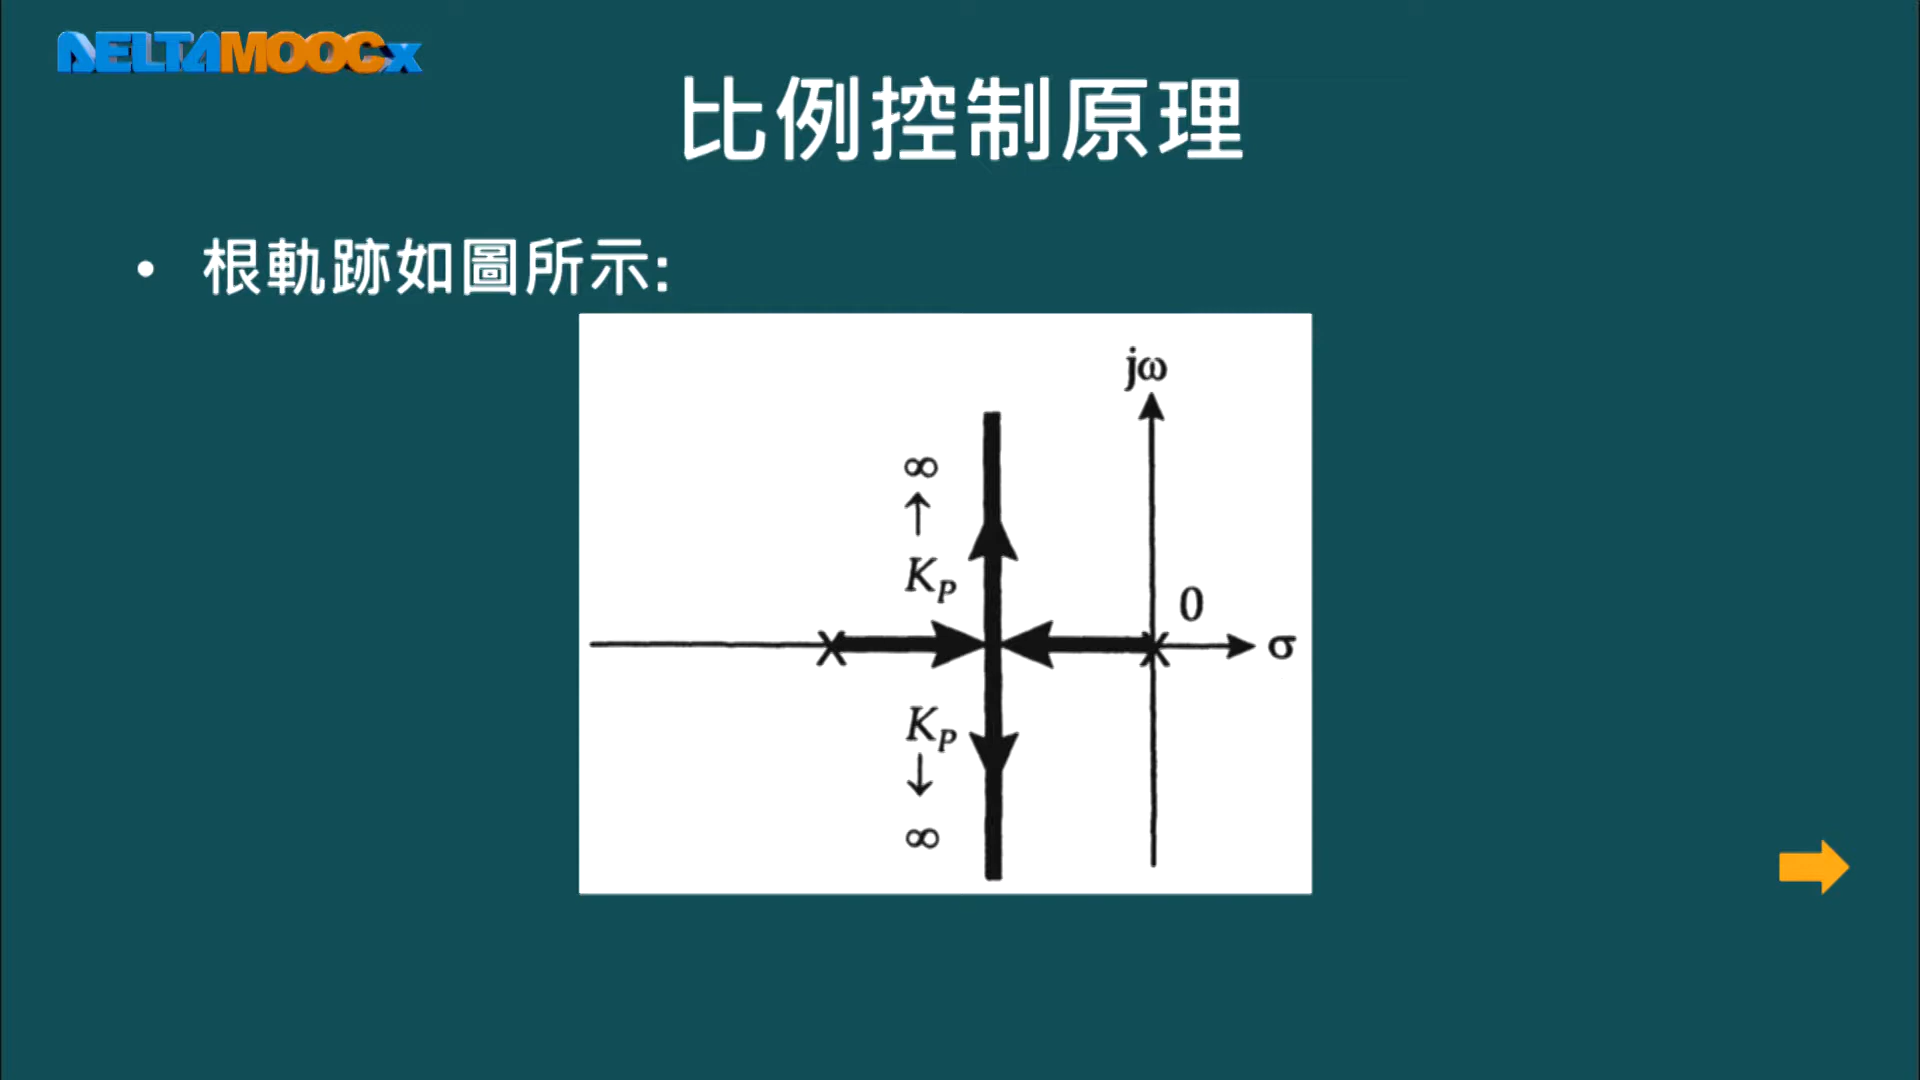 DELTAMOOCx
比例控制原理
• 根軌跡如圖所示:
jω
∞
↑
K_P
0
σ
K_P
↓
∞